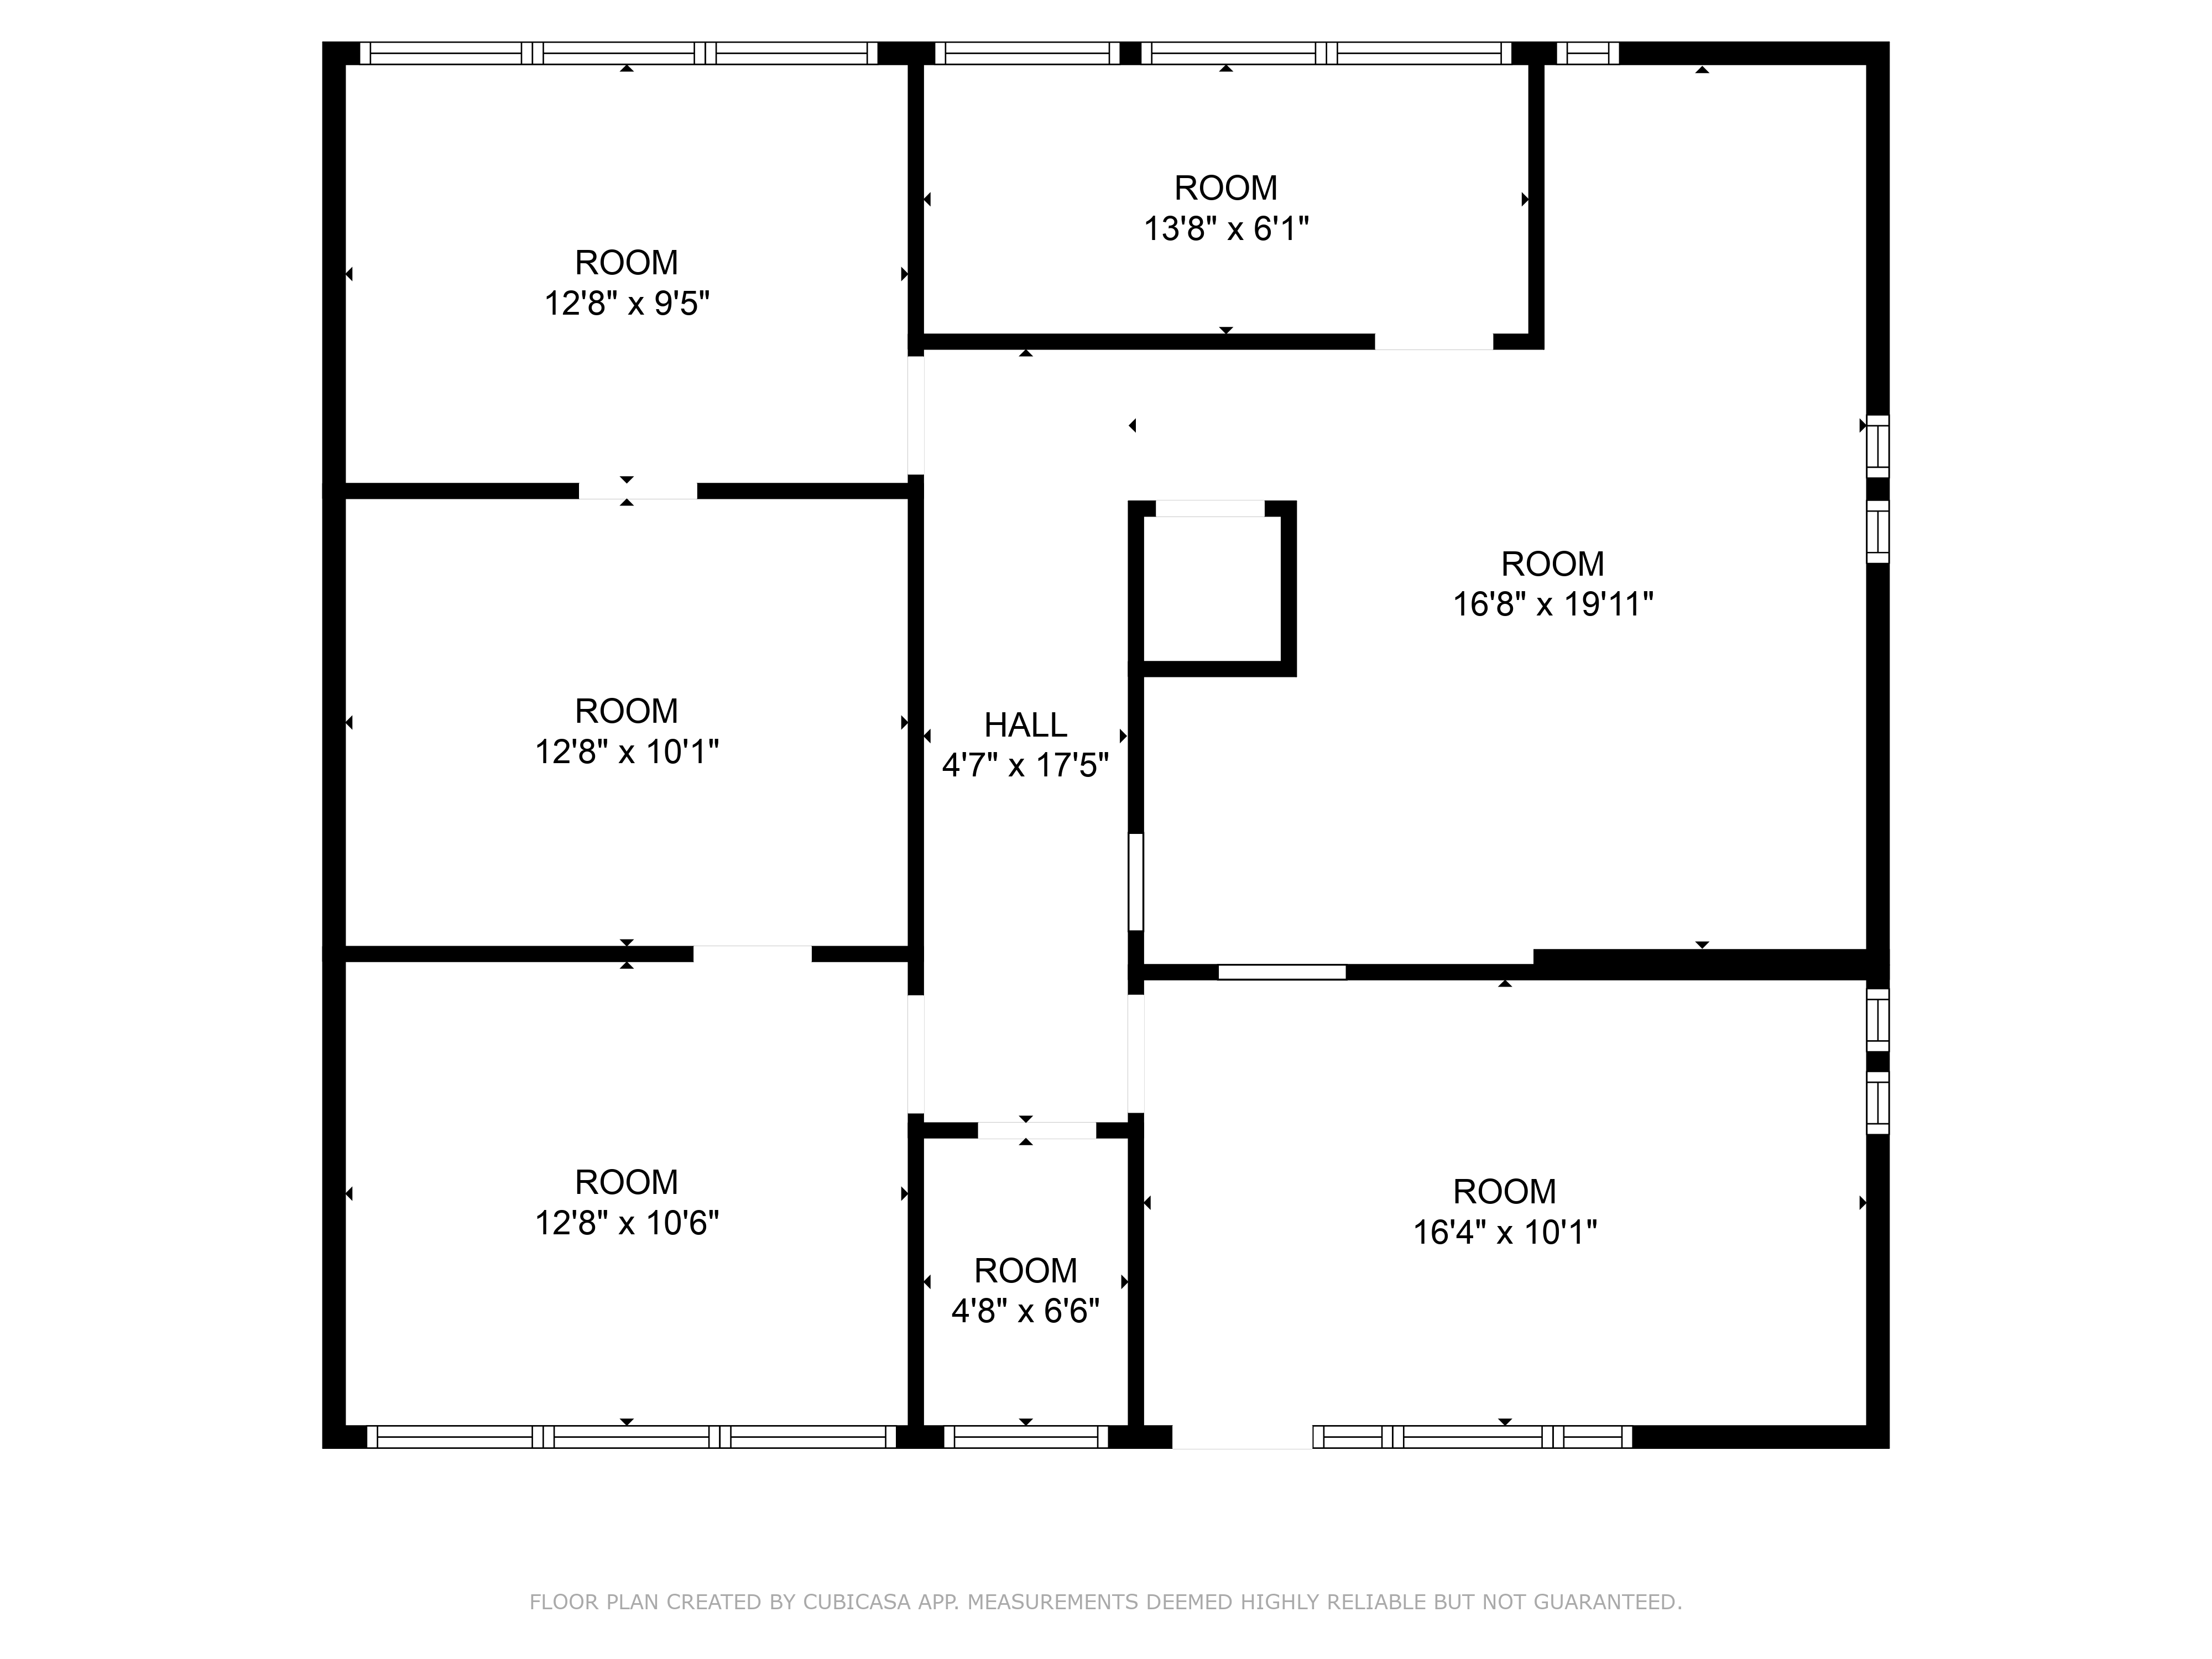 ROOM
13'8" x 6'1"
ROOM
12'8" x 9'5"
ROOM
16'8" x 19'11"
ROOM
12'8" x 10'1"
HALL
4'7" x 17'5"
ROOM
12'8" x 10'6"
ROOM
16'4" x 10'1"
ROOM
4'8" x 6'6"
FLOOR PLAN CREATED BY CUBICASA APP. MEASUREMENTS DEEMED HIGHLY RELIABLE BUT NOT GUARANTEED.